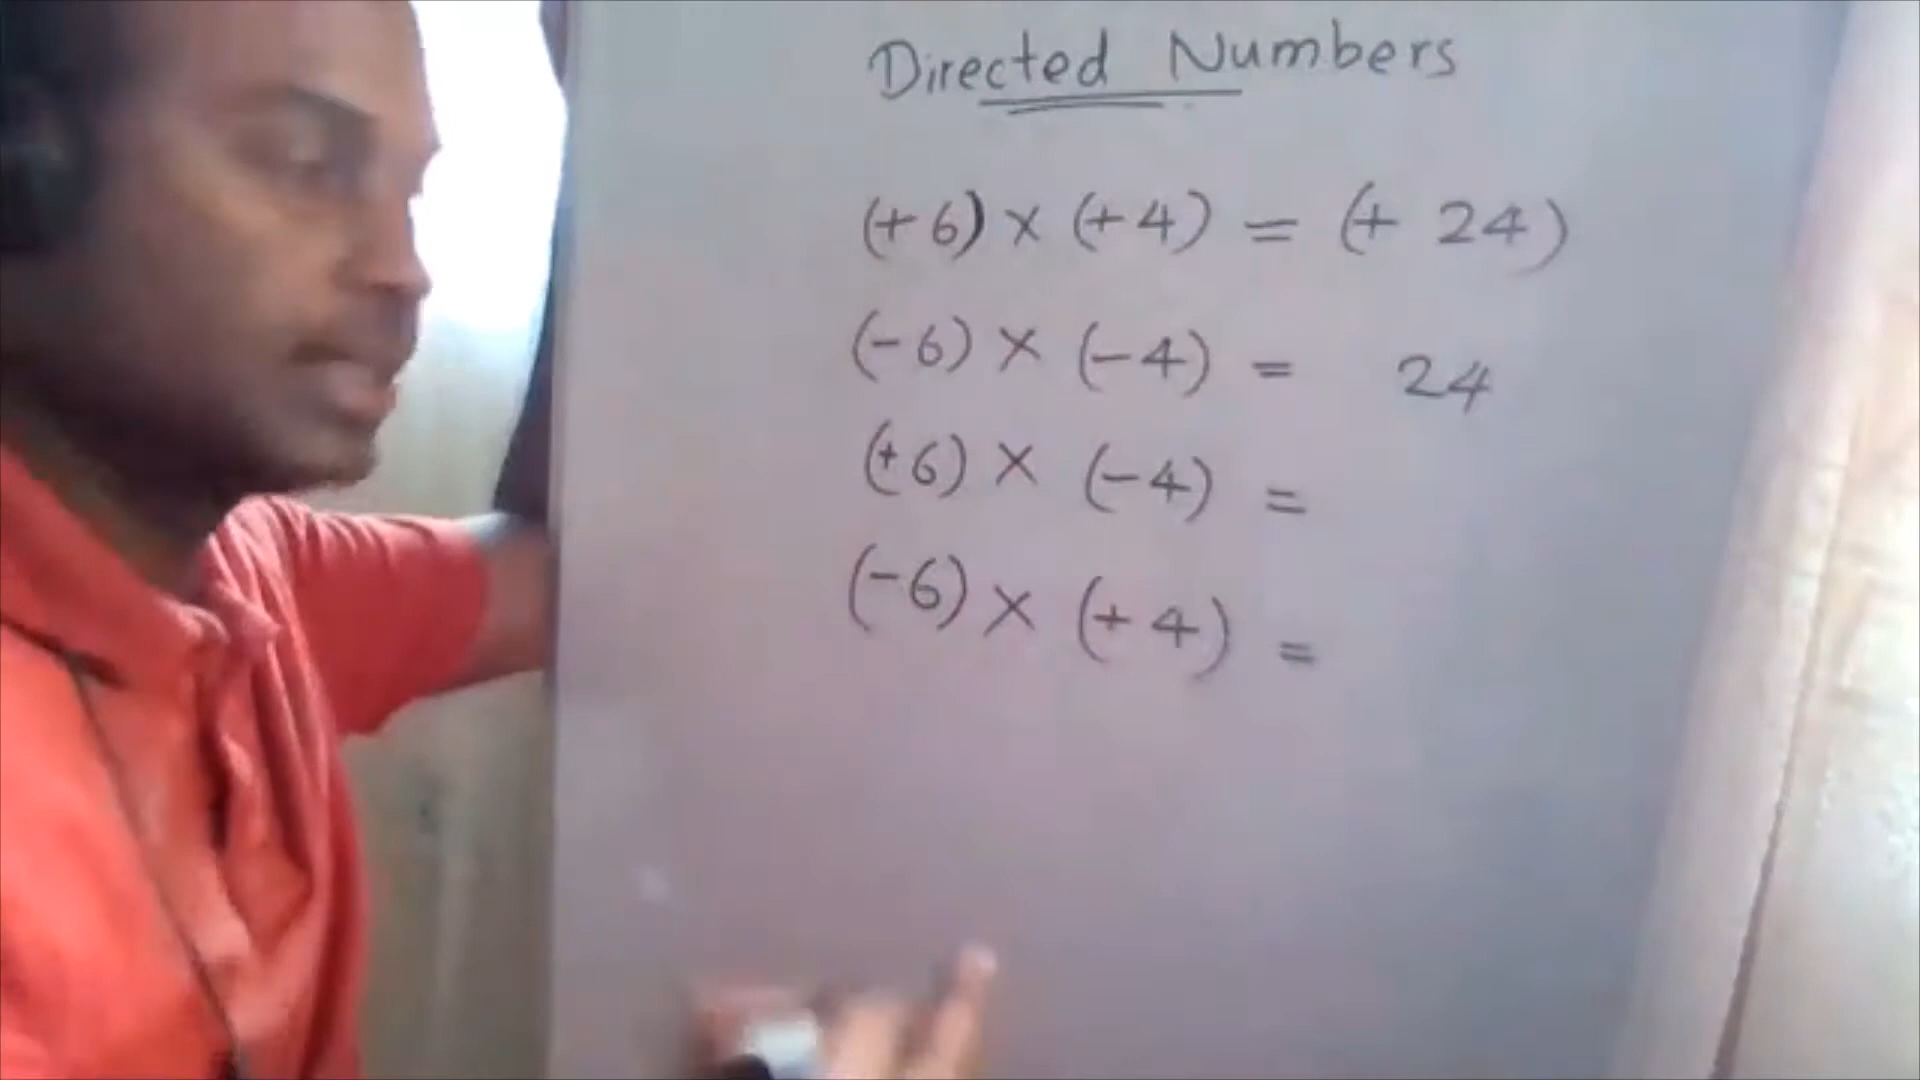 Directed Numbers
(+6) × (+4) = (+ 24)
(-6) × (-4) = 24
(+6) × (-4) =
(-6) × (+4) =